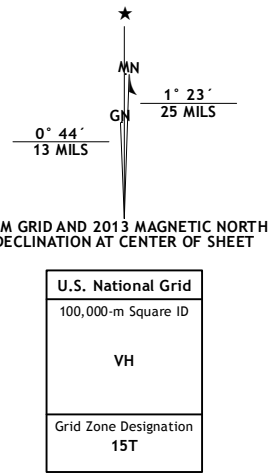 ★
MN
1° 23´
25 MILS
GN
0° 44´
13 MILS
M GRID AND 2013 MAGNETIC NORTH
DECLINATION AT CENTER OF SHEET
U.S. National Grid
100,000-m Square ID
VH
Grid Zone Designation
15T